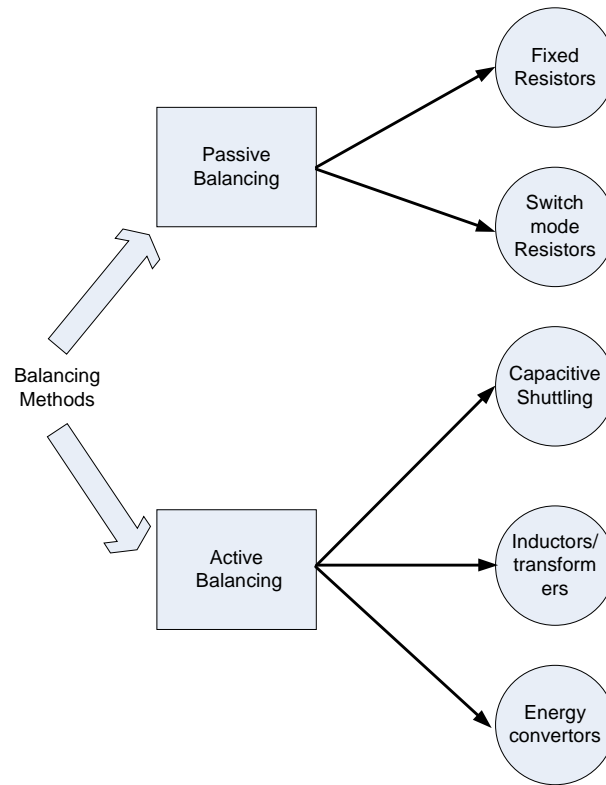 Fixed
Resistors
Passive
Balancing
Switch
mode
Resistors
Balancing
Methods
Capacitive
Shuttling
Active
Balancing
Inductors/
transform
ers
Energy
convertors